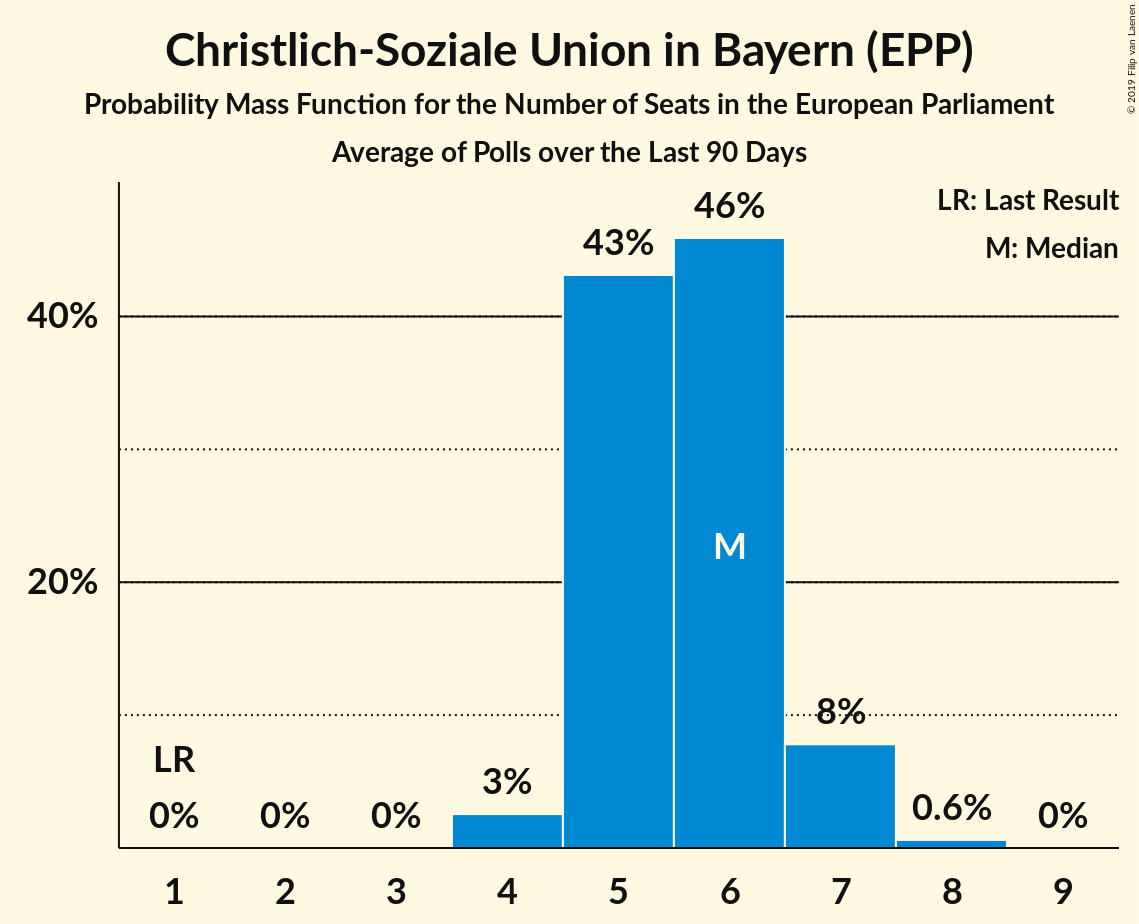 Christlich-Soziale Union in Bayern (EPP)
Probability Mass Function for the Number of Seats in the European Parliament
Average of Polls over the Last 90 Days
© 2019 Filip van Laenen
LR: Last Result
M: Median
40%
20%
LR
0%
0%
0%
3%
43%
46%
M
8%
0.6%
0%
1 2 3 4 5 6 7 8 9